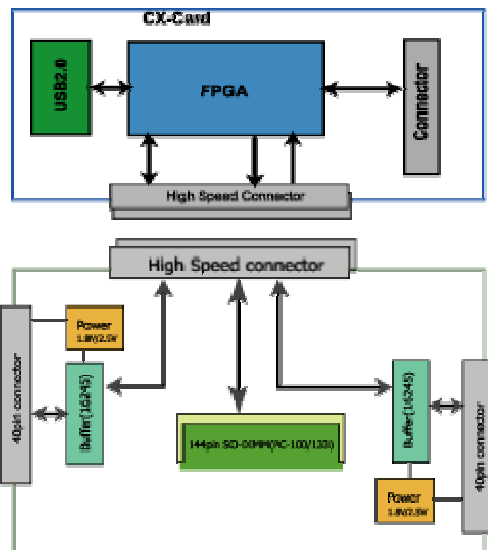 CX-Card
USB2.0
FPGA
Connector
High Speed Connector
High Speed connector
40pin connector
Power
1.8V/2.5V
Buffer(16245)
144pin SO-DIMM(PC-100/133)
Buffer(16245)
40pin connector
Power
1.8V/2.5V